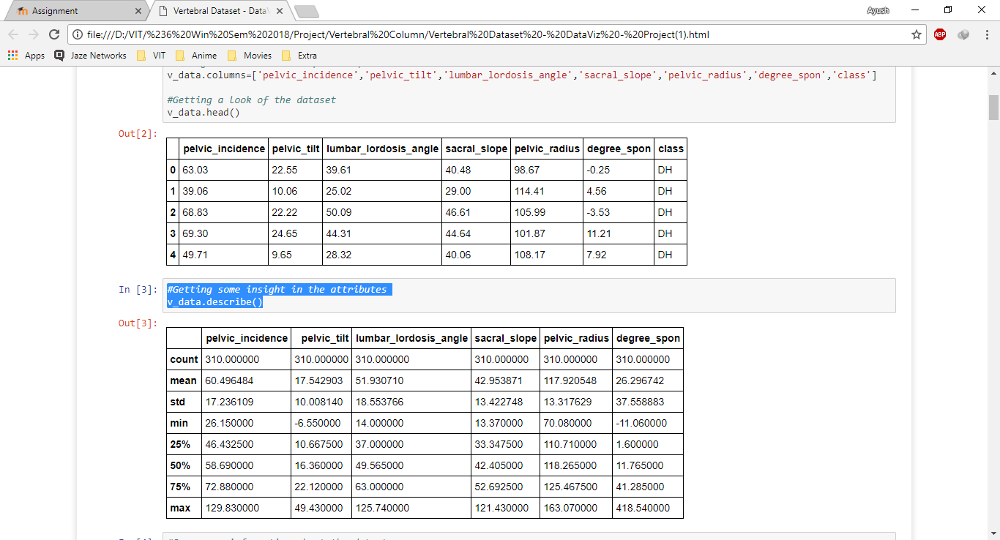 Assignment
Vertebral Dataset - Data
Ayush
file:///D:/VIT/%236%20Win%20Sem%202018/Project/Vertebral%20Column/Vertebral%20Dataset%20-%20DataViz%20-%20Project(1).html
ABP
Apps Jaze Networks VIT Anime Movies Extra
v_data.columns=['pelvic_incidence','pelvic_tilt','lumbar_lordosis_angle','sacral_slope','pelvic_radius','degree_spon','class']
#Getting a look of the dataset
v_data.head()
Out[2]:
pelvic_incidence pelvic_tilt lumbar_lordosis_angle sacral_slope pelvic_radius degree_spon class
0 63.03 22.55 39.61 40.48 98.67 -0.25 DH
1 39.06 10.06 25.02 29.00 114.41 4.56 DH
2 68.83 22.22 50.09 46.61 105.99 -3.53 DH
3 69.30 24.65 44.31 44.64 101.87 11.21 DH
4 49.71 9.65 28.32 40.06 108.17 7.92 DH
In [3]: #Getting some insight in the attributes
v_data.describe()
Out[3]:
pelvic_incidence pelvic_tilt lumbar_lordosis_angle sacral_slope pelvic_radius degree_spon
count 310.000000 310.000000 310.000000 310.000000 310.000000 310.000000
mean 60.496484 17.542903 51.930710 42.953871 117.920548 26.296742
std 17.236109 10.008140 18.553766 13.422748 13.317629 37.558883
min 26.150000 -6.550000 14.000000 13.370000 70.080000 -11.060000
25% 46.432500 10.667500 37.000000 33.347500 110.710000 1.600000
50% 58.690000 16.360000 49.565000 42.405000 118.265000 11.765000
75% 72.880000 22.120000 63.000000 52.692500 125.467500 41.285000
max 129.830000 49.430000 125.740000 121.430000 163.070000 418.540000